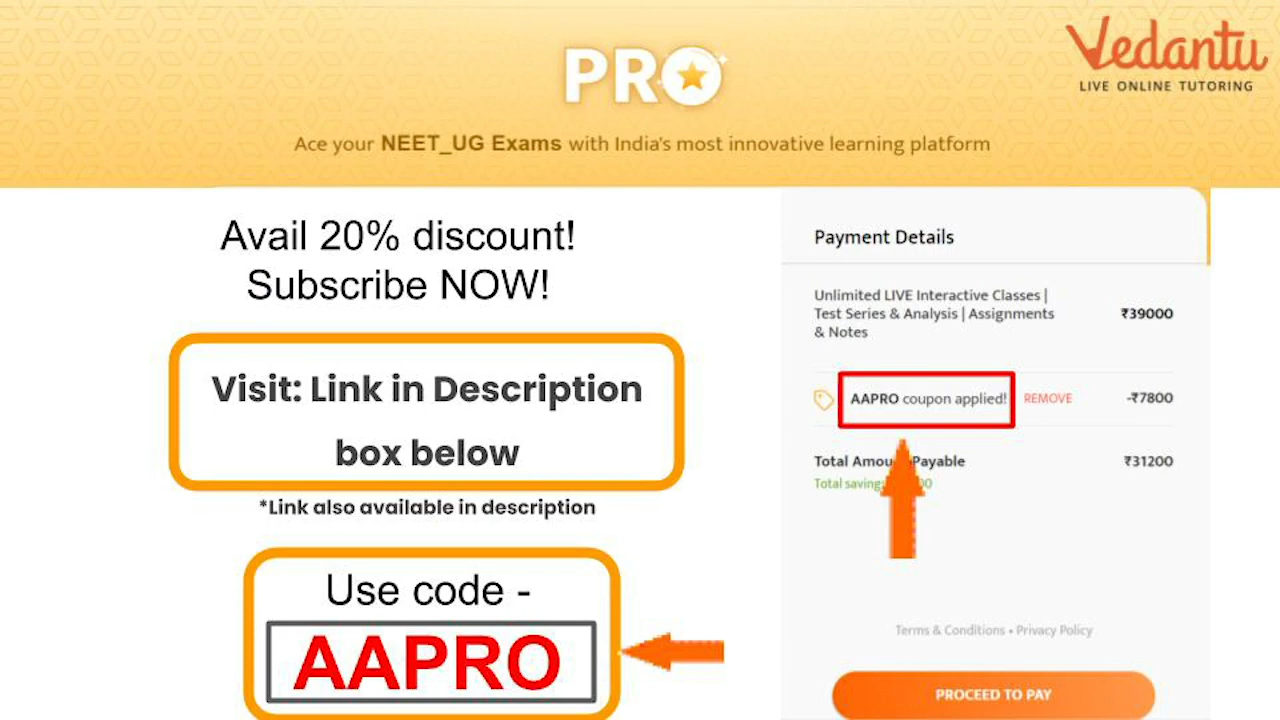 PRO
Vedantu
LIVE ONLINE TUTORING
Ace your NEET_UG Exams with India's most innovative learning platform
Avail 20% discount!
Subscribe NOW!
Visit: Link in Description
box below
*Link also available in description
Use code -
AAPRO
Payment Details
Unlimited LIVE Interactive Classes |
Test Series & Analysis | Assignments
& Notes
₹39000
AAPRO coupon applied! REMOVE -₹7800
Total Payable ₹31200
Total
Terms & Conditions • Privacy Policy
PROCEED TO PAY